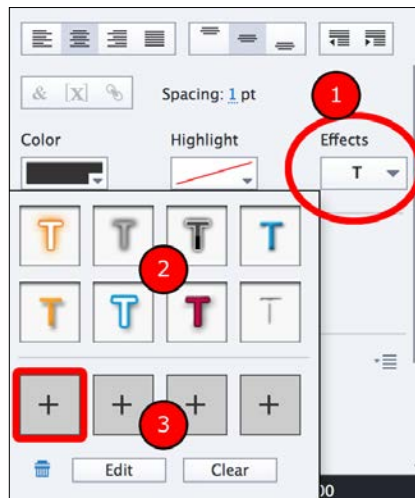 & [X]
Spacing: 1 pt
1
Color Highlight Effects
T
T T T T
2
T T T T
+ + + +
3
Edit Clear
00